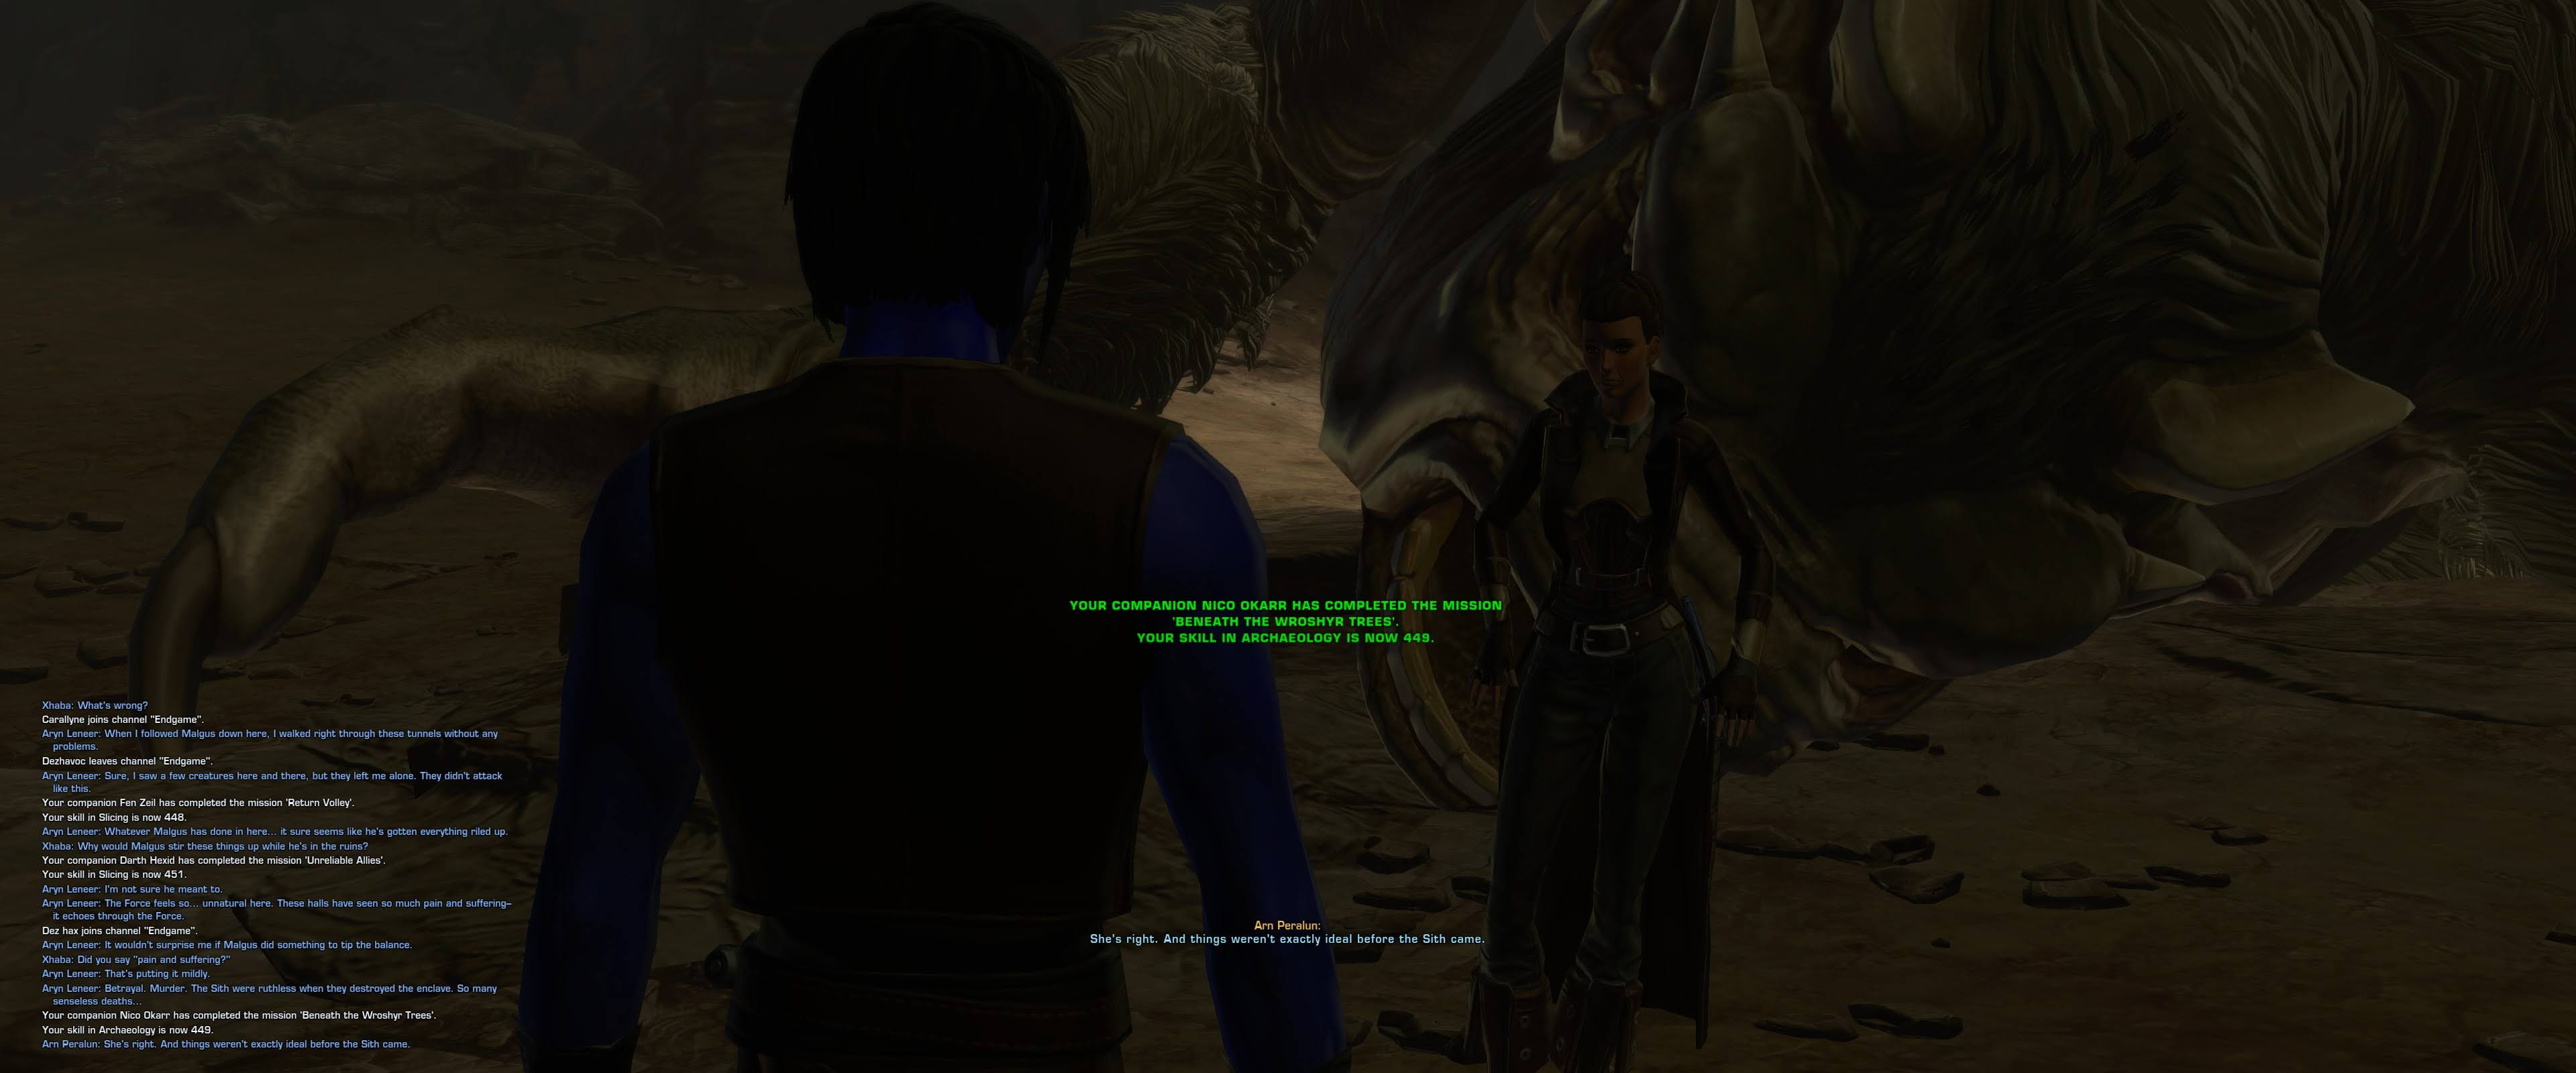 YOUR COMPANION NICO OKARR HAS COMPLETED THE MISSION
'BENEATH THE WROSHYR TREES'.
YOUR SKILL IN ARCHAEOLOGY IS NOW 449.
Xhaba: What's wrong?
Carallyne joins channel "Endgame".
Aryn Leneer: When I followed Malgus down here, I walked right through these tunnels without any
problems.
Dezhavoc leaves channel "Endgame".
Aryn Leneer: Sure, I saw a few creatures here and there, but they left me alone. They didn't attack
like this.
Your companion Fen Zeil has completed the mission 'Return Volley'.
Your skill in Slicing is now 448.
Aryn Leneer: Whatever Malgus has done in here... it sure seems like he's gotten everything riled up.
Xhaba: Why would Malgus stir these things up while he's in the ruins?
Your companion Darth Hexid has completed the mission 'Unreliable Allies'.
Your skill in Slicing is now 451.
Aryn Leneer: I'm not sure he meant to.
Aryn Leneer: The Force feels so... unnatural here. These halls have seen so much pain and suffering–
it echoes through the Force.
Dez hax joins channel "Endgame".
Aryn Leneer: It wouldn't surprise me if Malgus did something to tip the balance.
Xhaba: Did you say "pain and suffering?"
Aryn Leneer: That's putting it mildly.
Aryn Leneer: Betrayal. Murder. The Sith were ruthless when they destroyed the enclave. So many
senseless deaths...
Your companion Nico Okarr has completed the mission 'Beneath the Wroshyr Trees'.
Your skill in Archaeology is now 449.
Arn Peralun: She's right. And things weren't exactly ideal before the Sith came.
Arn Peralun:
She's right. And things weren't exactly ideal before the Sith came.